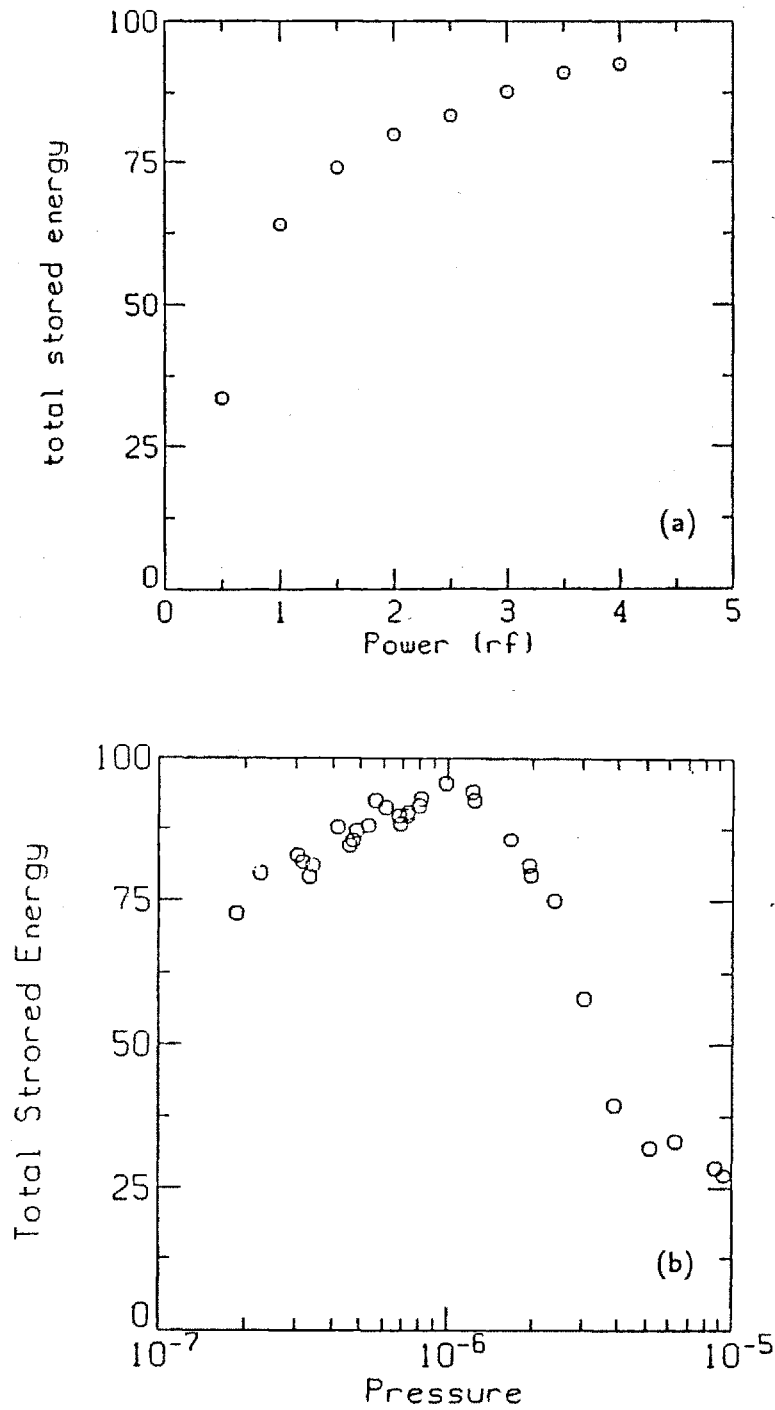 100
75
50
25
0
total stored energy
0 1 2 3 4 5
Power (rf)
(a)
100
75
50
25
0
Total Strored Energy
10-7 10-6 10-5
Pressure
(b)